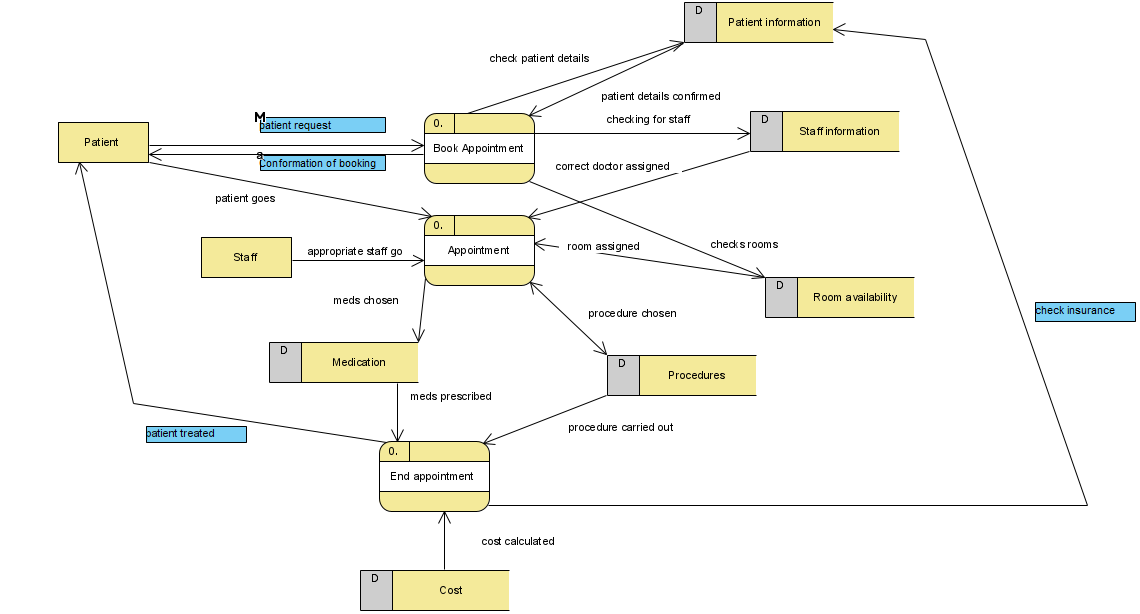 D
Patient information
check patient details
patient details confirmed
M
patient request
0.
checking for staff
D
Staff information
Patient
Book Appointment
a
Conformation of booking
correct doctor assigned
patient goes
0.
Staff
appropriate staff go
Appointment
room assigned
checks rooms
D
Room availability
meds chosen
procedure chosen
check insurance
D
Medication
D
Procedures
meds prescribed
procedure carried out
patient treated
0.
End appointment
cost calculated
D
Cost